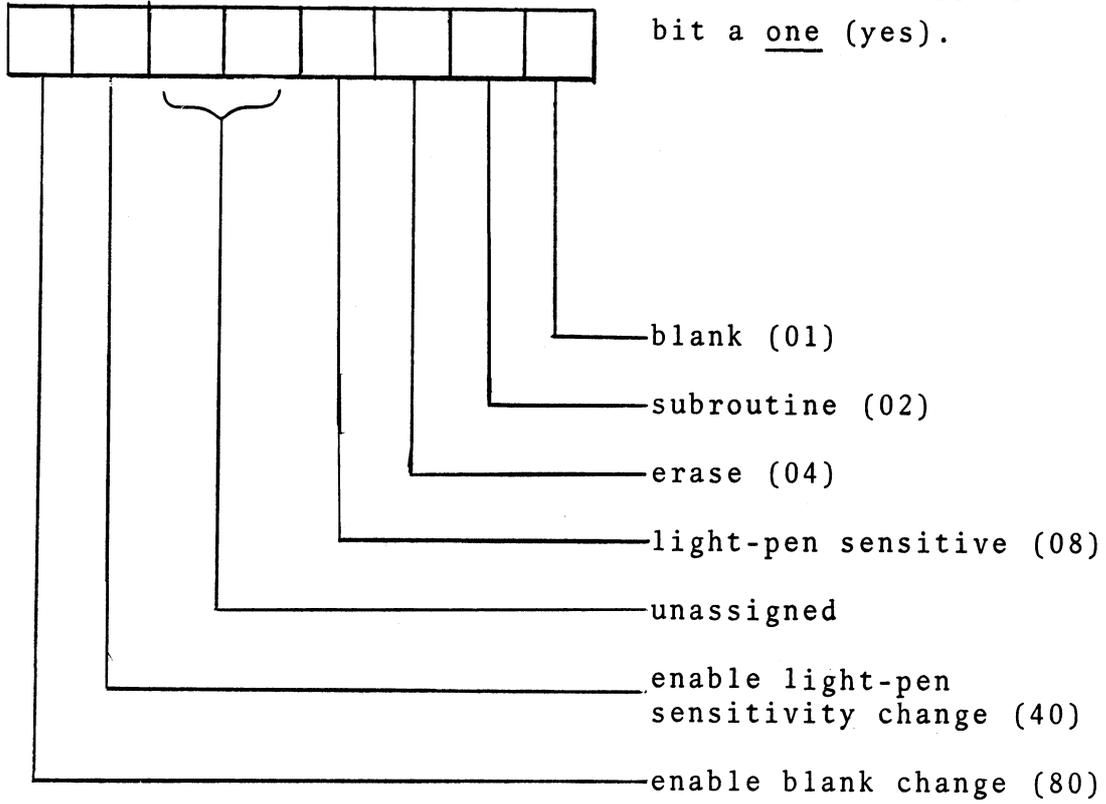 bit a one (yes).
blank (01)
subroutine (02)
erase (04)
light-pen sensitive (08)
unassigned
enable light-pen
sensitivity change (40)
enable blank change (80)